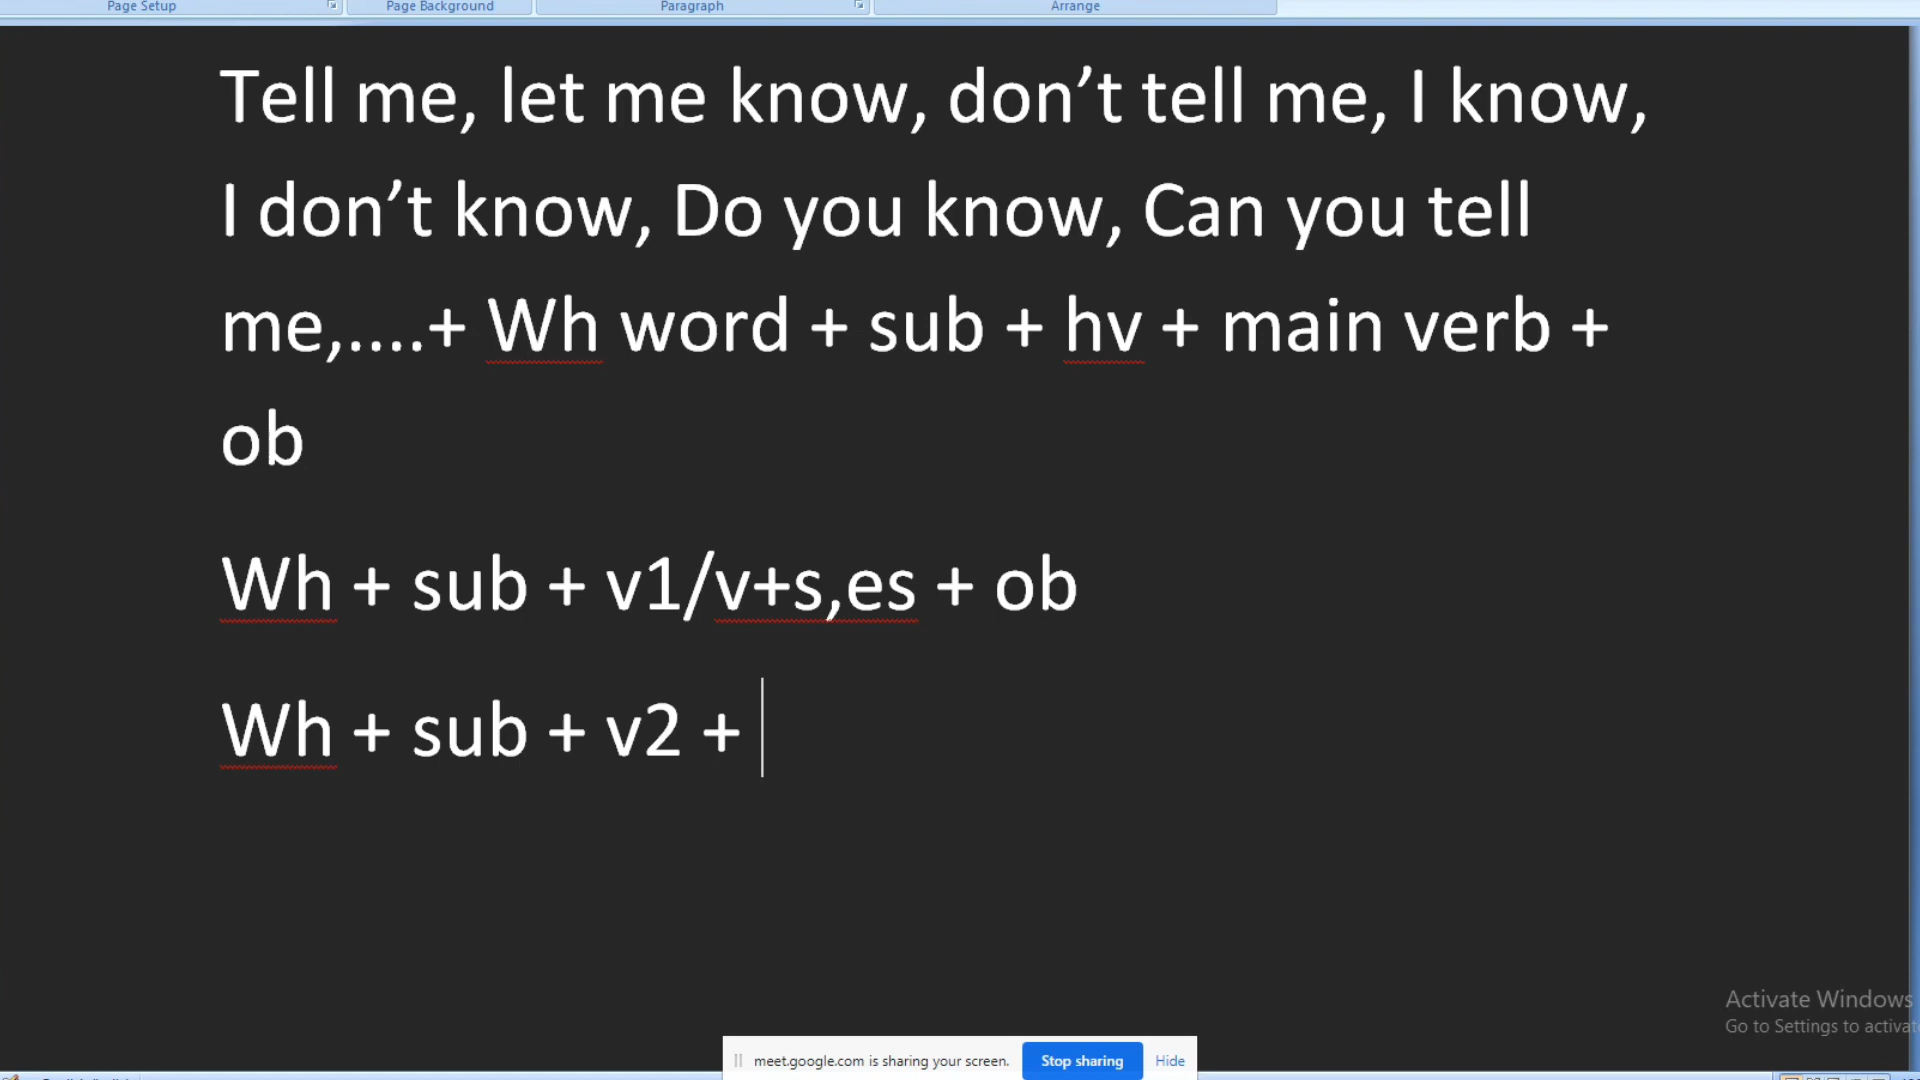 Page Setup Page Background Paragraph Arrange
Tell me, let me know, don’t tell me, I know,
I don’t know, Do you know, Can you tell
me,....+ Wh word + sub + hv + main verb +
ob
Wh + sub + v1/v+s,es + ob
Wh + sub + v2 +
Activate Windows
Go to Settings to activat
meet.google.com is sharing your screen. Stop sharing Hide